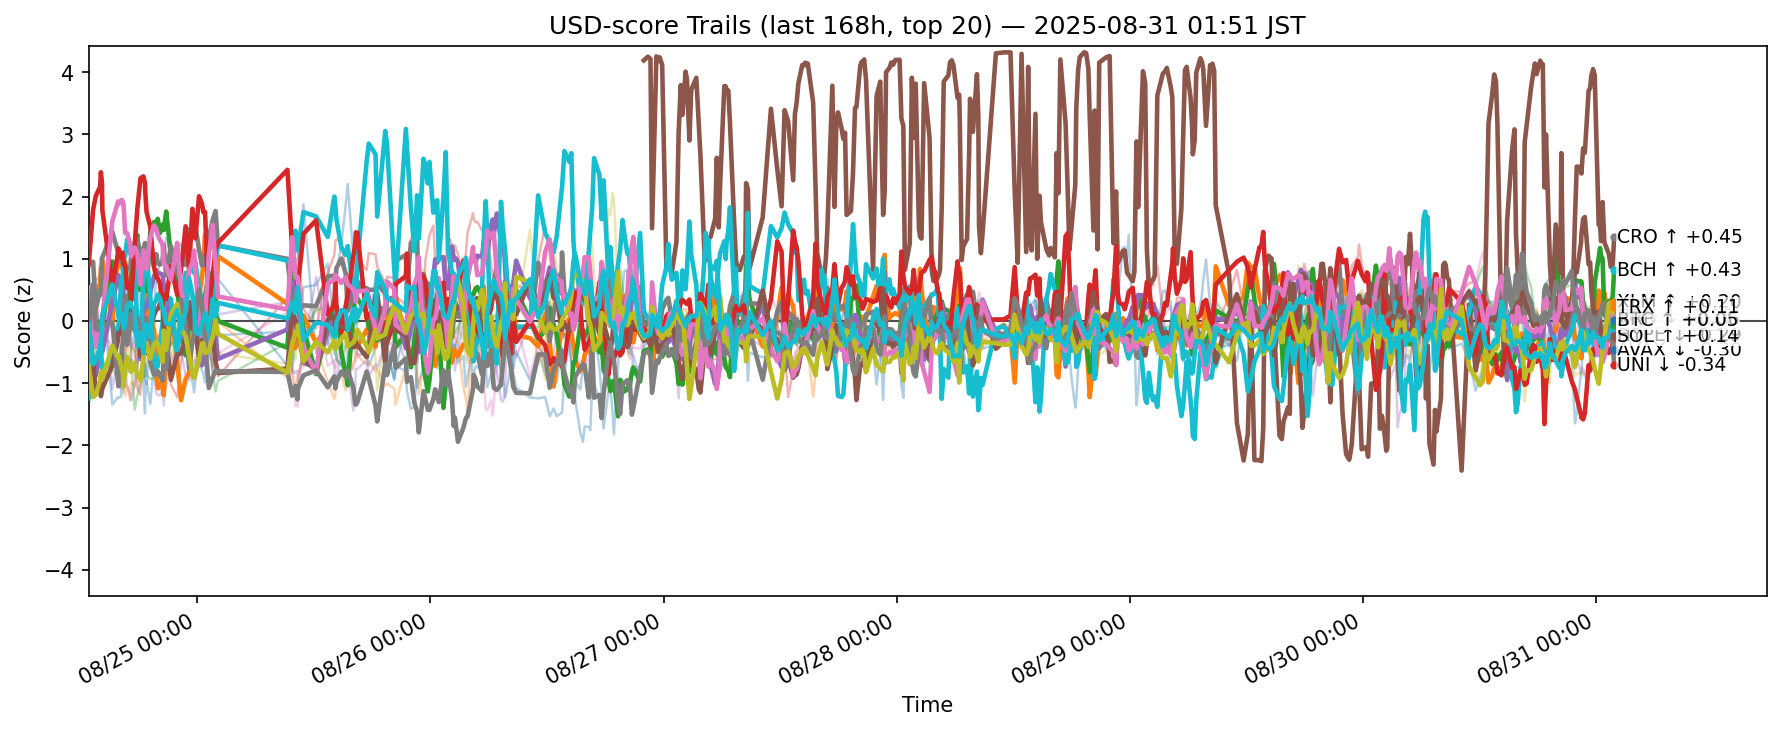 USD-score Trails (last 168h, top 20) — 2025-08-31 01:51 JST
Score (z)
4
3
2
1
0
−1
−2
−3
−4
CRO ↑ +0.45
BCH ↑ +0.43
TRX ↑ +0.11
BTC ↑ +0.05
SOL ↑ +0.14
AVAX ↓ -0.30
UNI ↓ -0.34
08/25 00:00
08/26 00:00
08/27 00:00
08/28 00:00
08/29 00:00
08/30 00:00
08/31 00:00
Time